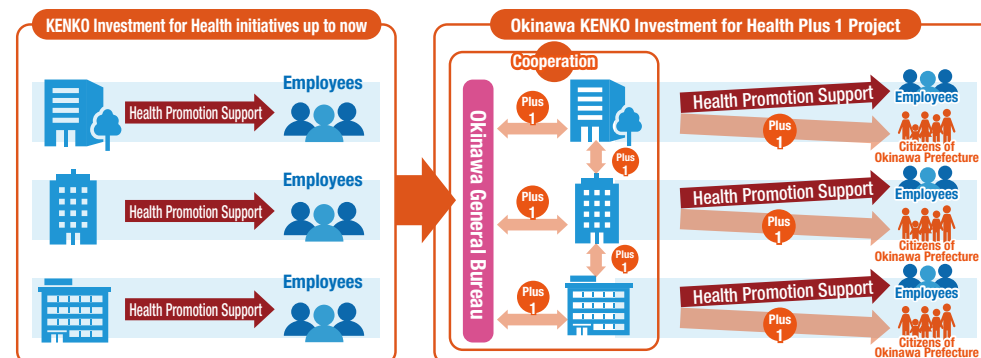 KENKO Investment for Health initiatives up to now
Employees
Health Promotion Support
Employees
Health Promotion Support
Employees
Health Promotion Support
Okinawa KENKO Investment for Health Plus 1 Project
Cooperation
Okinawa General Bureau
Plus
1
Plus
1
Plus
1
Plus
1
Plus
1
Health Promotion Support
Plus
1
Employees
Citizens of
Okinawa Prefecture
Health Promotion Support
Plus
1
Employees
Citizens of
Okinawa Prefecture
Health Promotion Support
Plus
1
Employees
Citizens of
Okinawa Prefecture